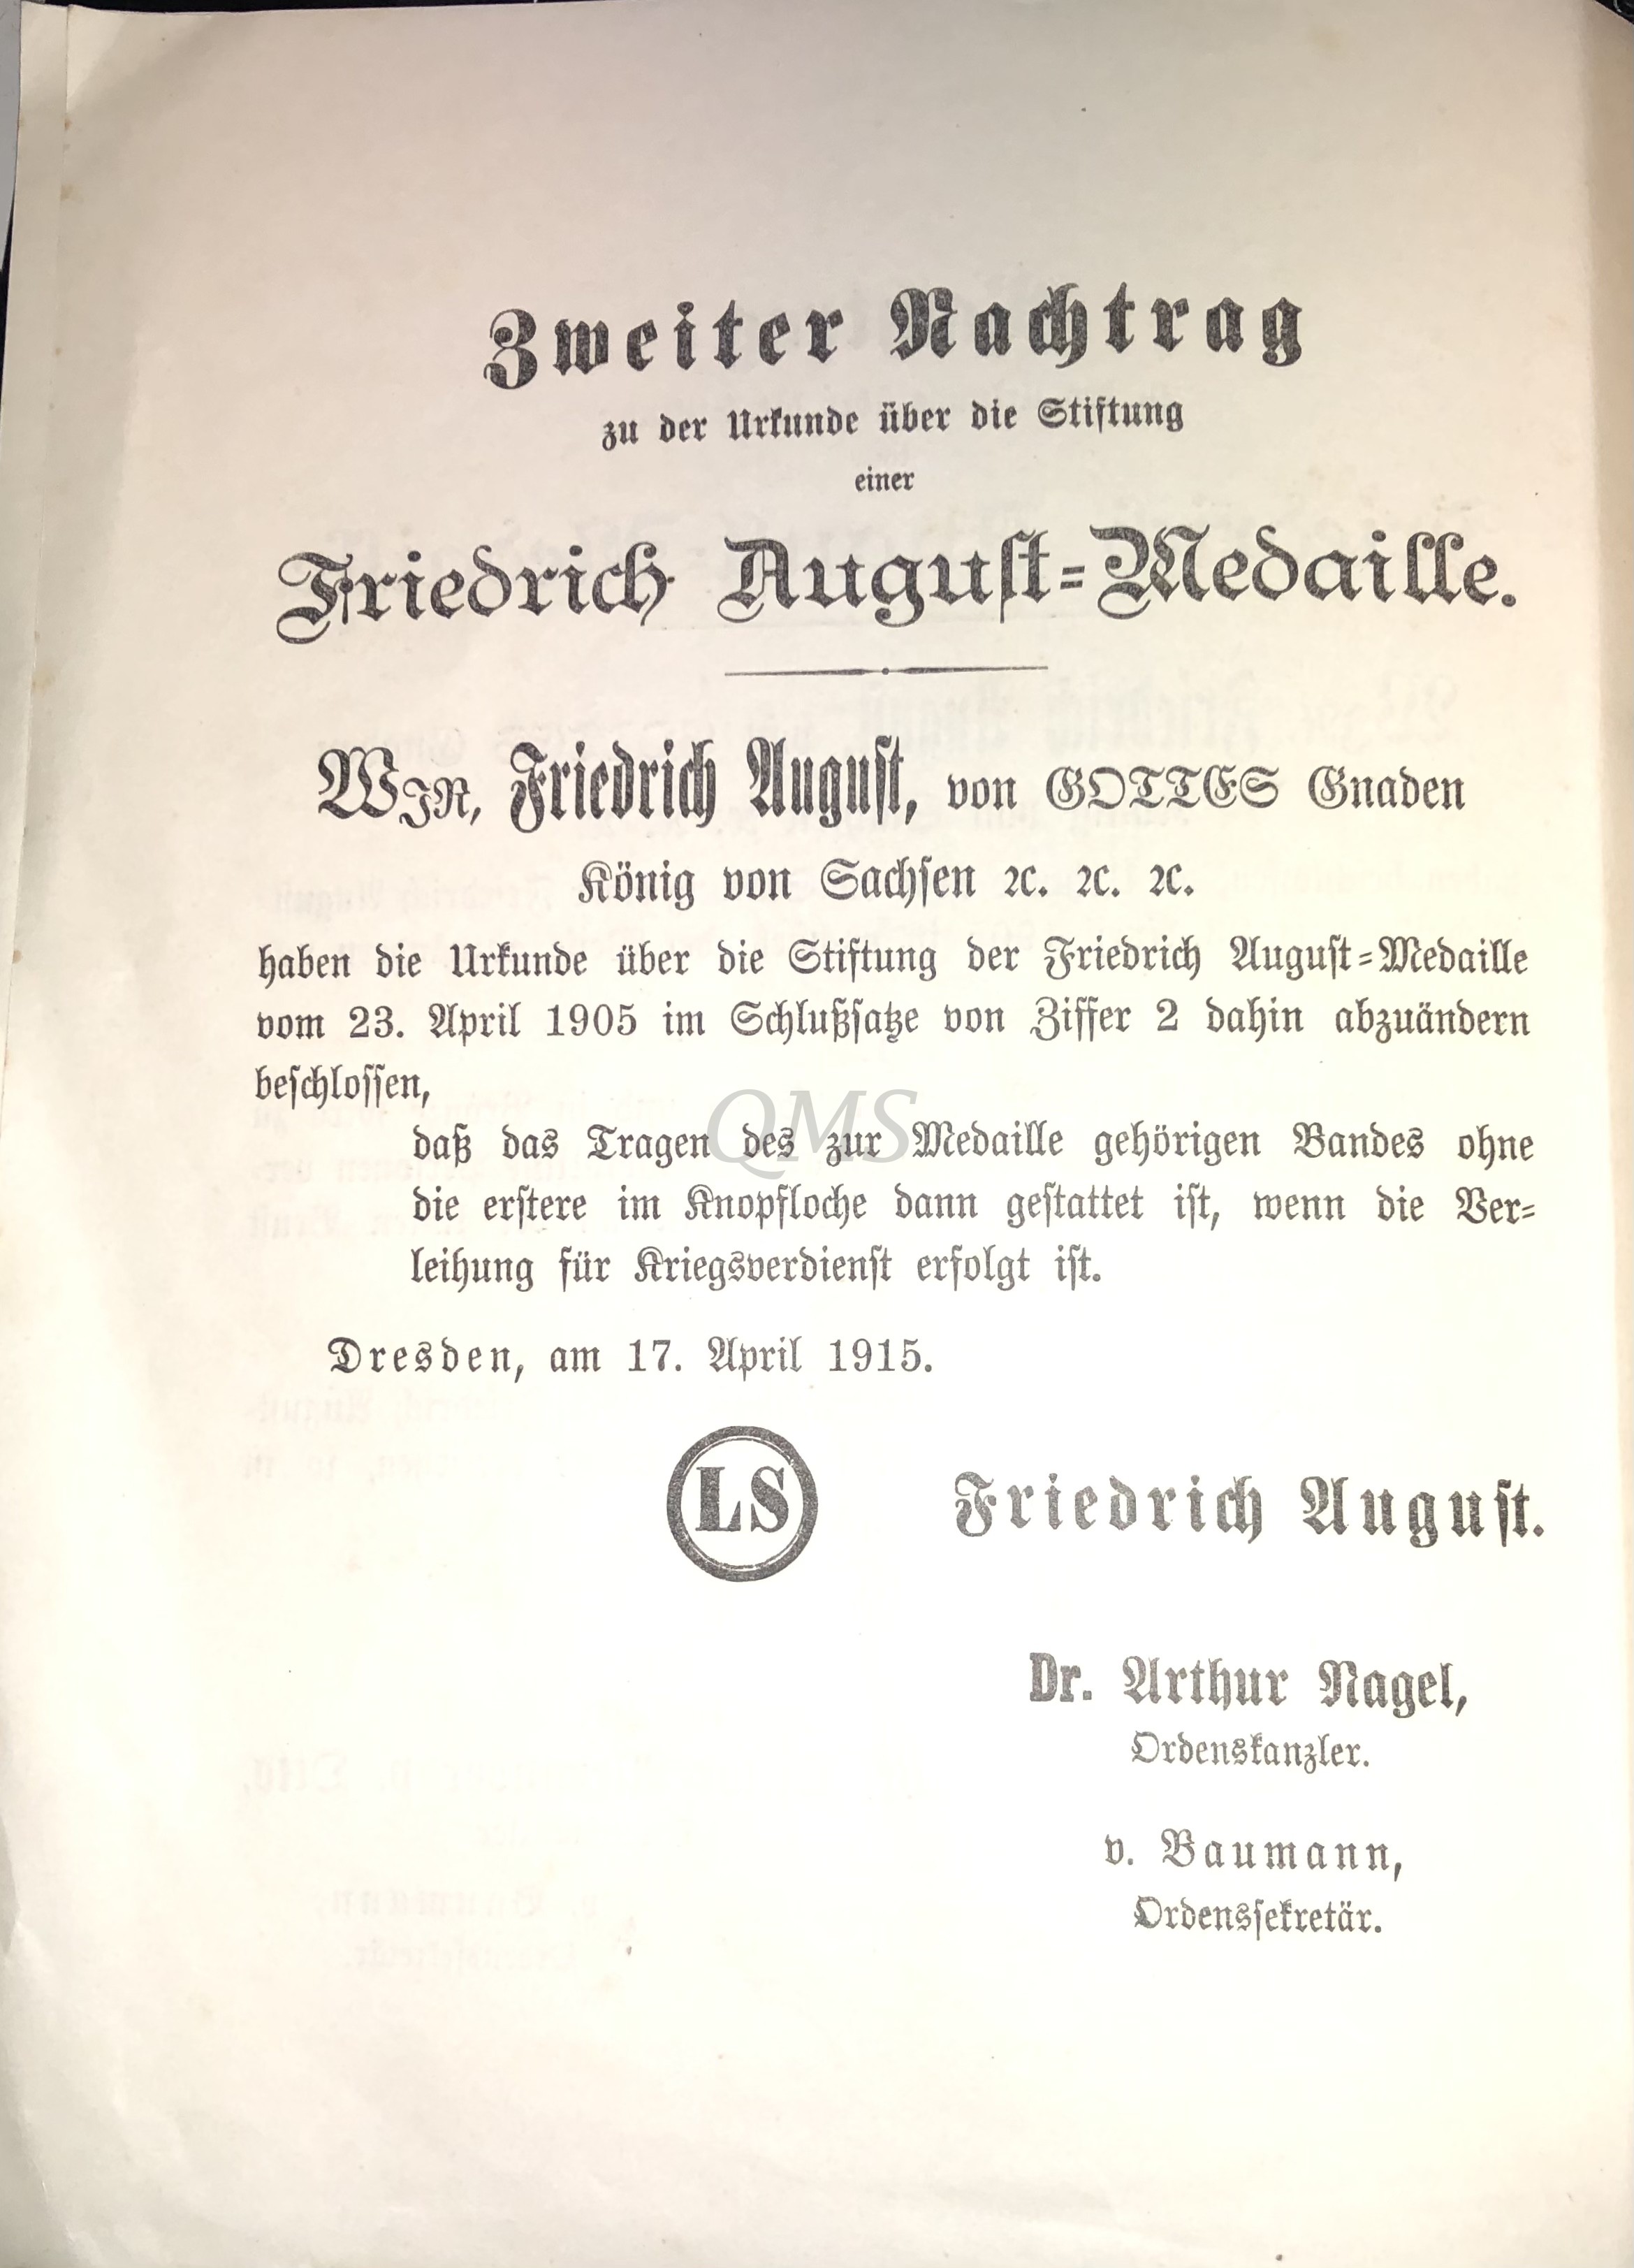 Zweiter Nachtrag
zu der Urkunde über die Stiftung
einer
Friedrich August=Medaille.
WIR, Friedrich August, von GOTTES Gnaden
König von Sachsen ꝛc. ꝛc. ꝛc.
haben die Urkunde über die Stiftung der Friedrich August=Medaille
vom 23. April 1905 im Schlußsatze von Ziffer 2 dahin abzuändern
beschlossen,
QMS
daß das Tragen des zur Medaille gehörigen Bandes ohne
die erstere im Knopfloche dann gestattet ist, wenn die Ver=
leihung für Kriegsverdienst erfolgt ist.
Dresden, am 17. April 1915.
LS
Friedrich August.
Dr. Arthur Nagel,
Ordenskanzler.
v. Baumann,
Ordenssekretär.